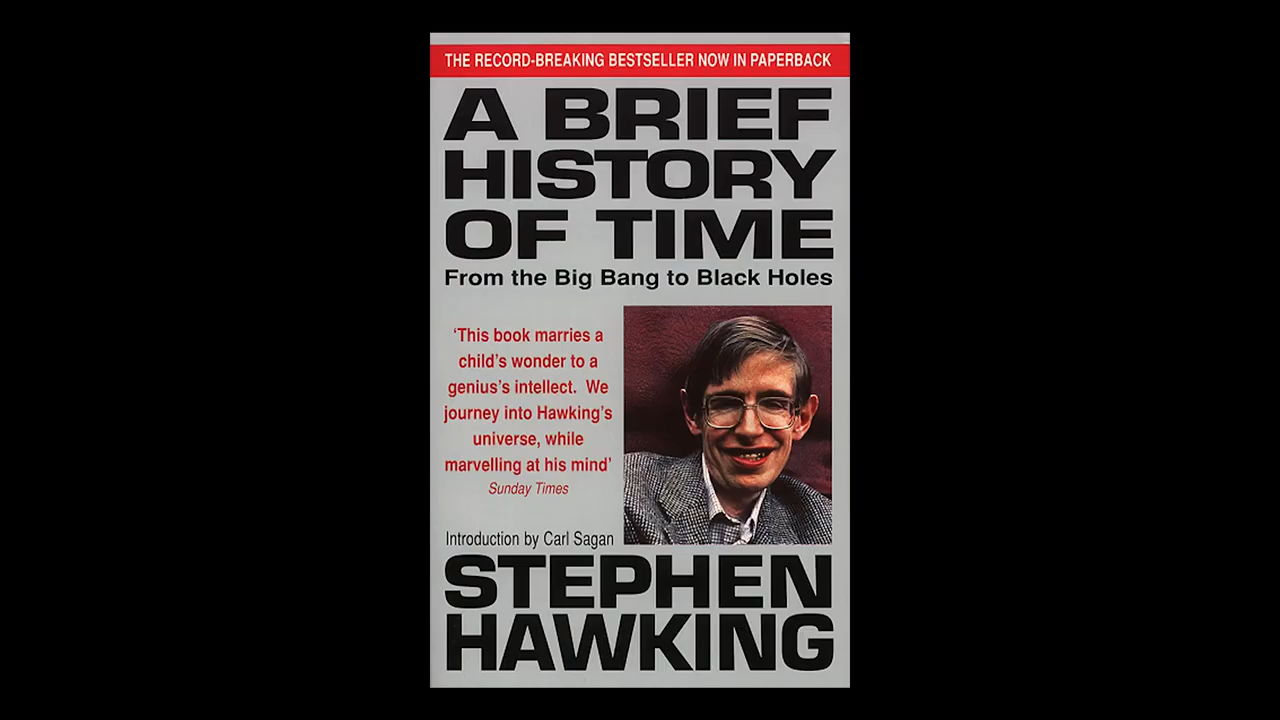 THE RECORD-BREAKING BESTSELLER NOW IN PAPERBACK
A BRIEF
HISTORY
OF TIME
From the Big Bang to Black Holes
‘This book marries a
child’s wonder to a
genius’s intellect. We
journey into Hawking’s
universe, while
marvelling at his mind’
Sunday Times
Introduction by Carl Sagan
STEPHEN
HAWKING